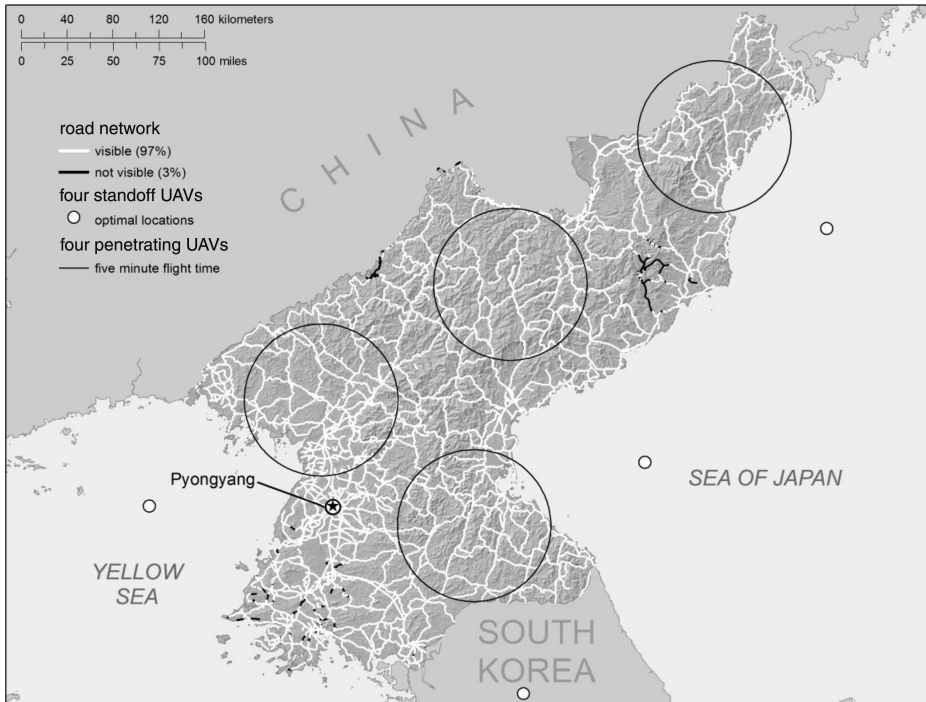 0 40 80 120 160 kilometers
0 25 50 75 100 miles
road network
visible (97%)
not visible (3%)
four standoff UAVs
optimal locations
four penetrating UAVs
five minute flight time
CHINA
Pyongyang
SEA OF JAPAN
YELLOW
SEA
SOUTH
KOREA